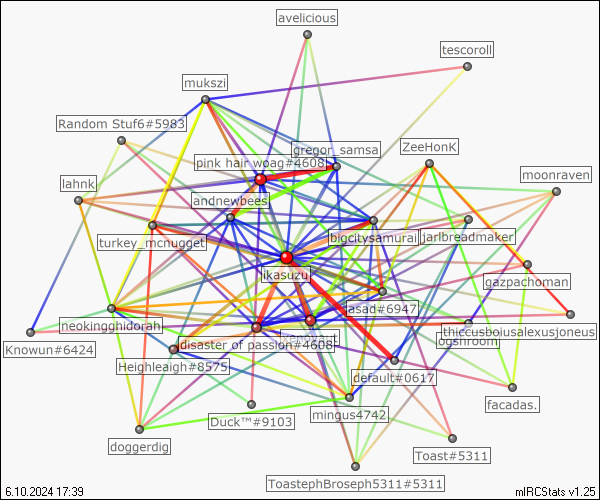 avelicious
tescoroll
mukszi
Random Stuf6#5983
gregor_samsa
ZeeHonK
pink hair woag#4608
moonraven
lahnk
andnewbees
turkey_mcnugget
bigcitysamurai
jarlbreadmaker
ikasuzu
gazpachoman
asad#6947
neokingghidorah
thiccusboiusalexusjoneus
disaster of passion#4608
ogshroom
Knowun#6424
Heighleaigh#8575
default#0617
facadas.
Duck™#9103
mingus4742
doggerdig
Toast#5311
ToastephBroseph5311#5311
6.10.2024 17:39
mIRCStats v1.25